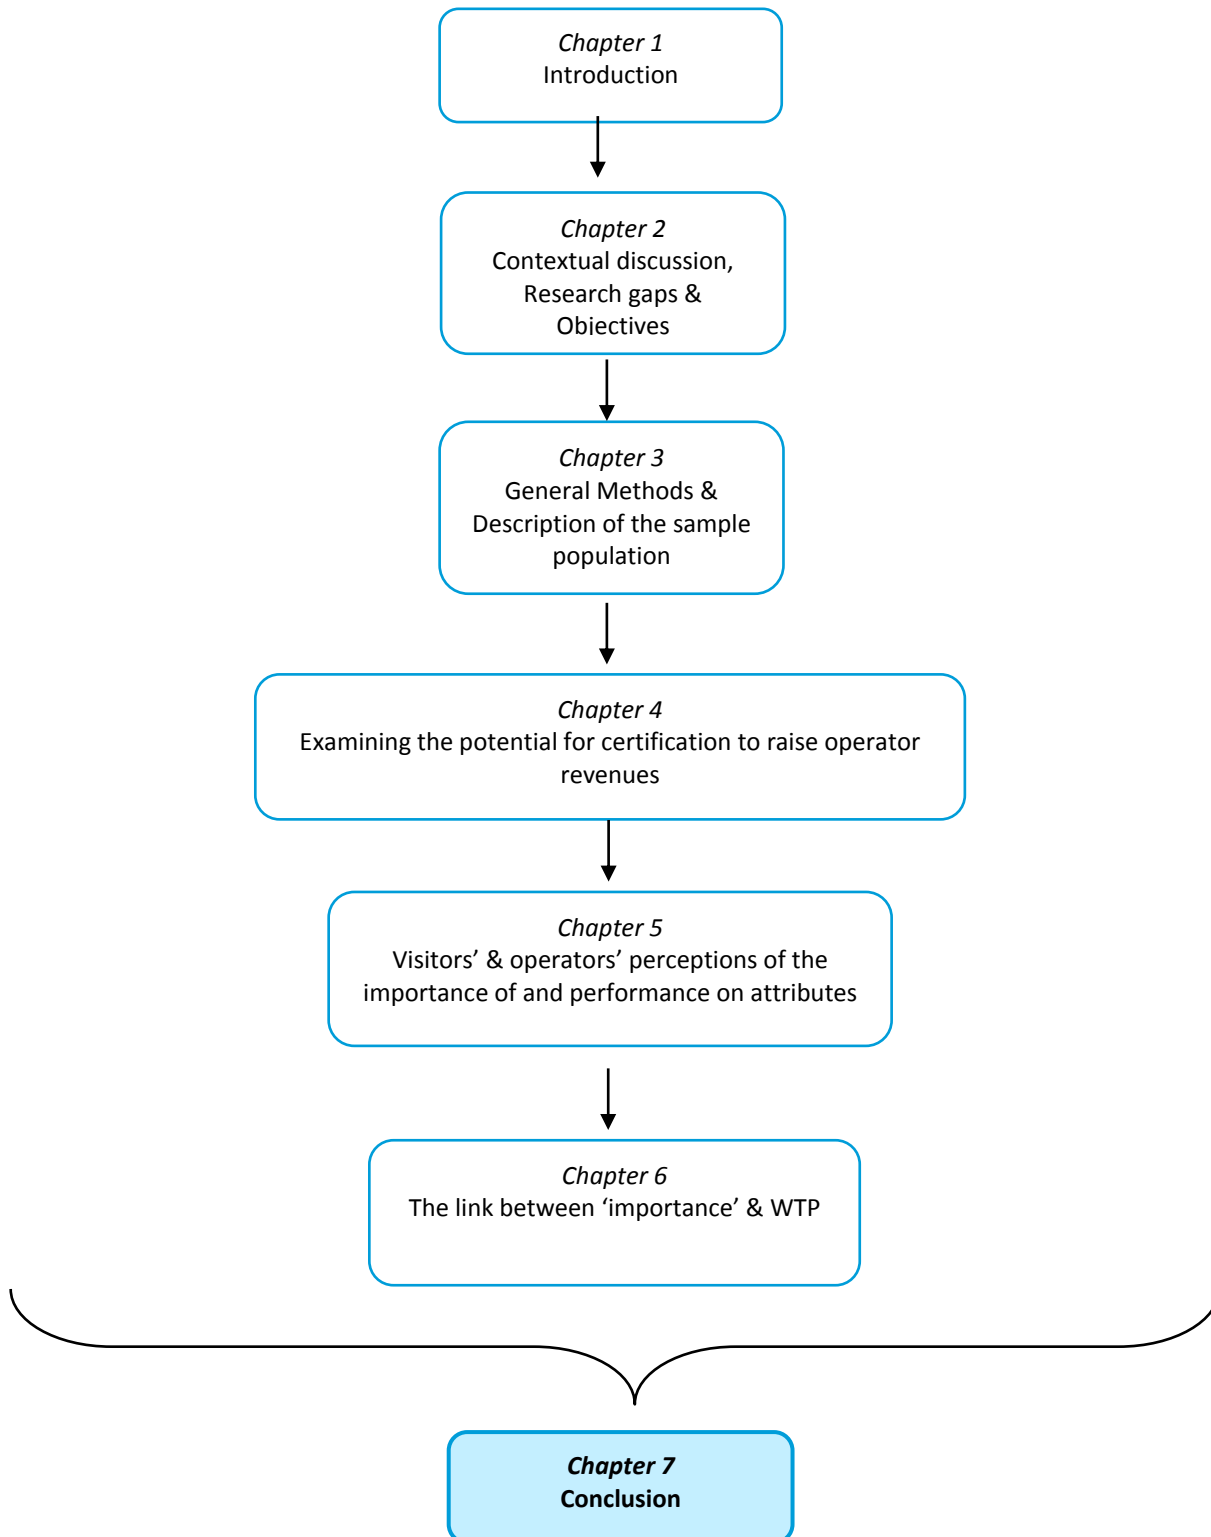 Chapter 1
Introduction
Chapter 2
Contextual discussion,
Research gaps &
Objectives
Chapter 3
General Methods &
Description of the sample
population
Chapter 4
Examining the potential for certification to raise operator
revenues
Chapter 5
Visitors’ & operators’ perceptions of the
importance of and performance on attributes
Chapter 6
The link between ‘importance’ & WTP
Chapter 7
Conclusion